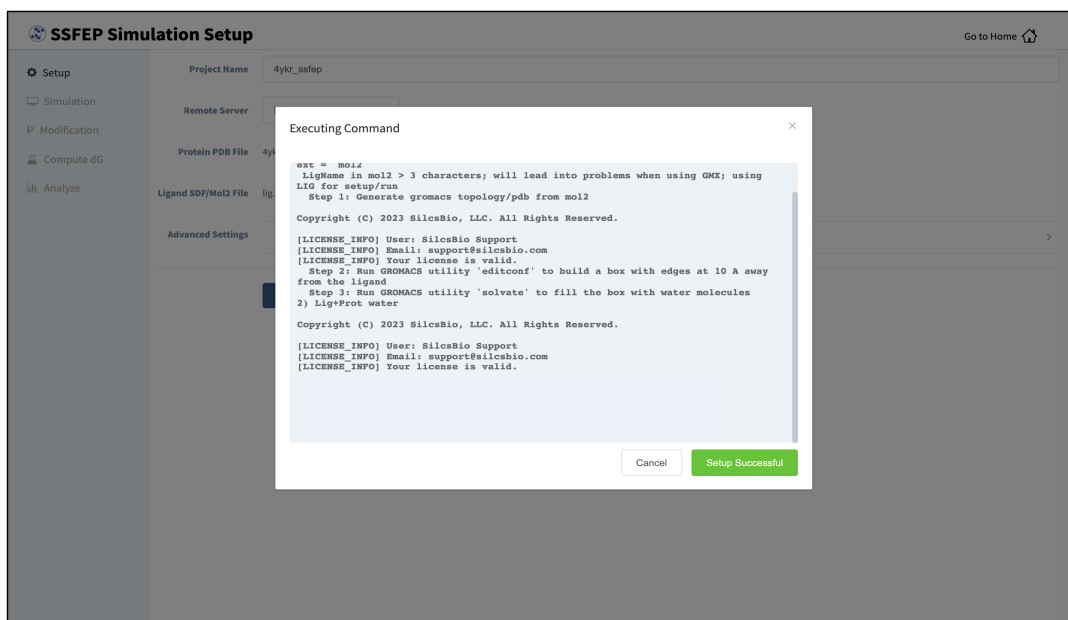 SSFEP Simulation Setup
Go to Home
Setup
Project Name
4ykr_ssfep
Simulation
Remote Server
Modification
Executing Command
Protein PDB File
Compute dG
Ligand SDF/Mol2 File
lig.
Analyze
Advanced Settings
ext = mol2
LigName in mol2 > 3 characters; will lead into problems when using GMX; using
LIG for setup/run
Step 1: Generate gromacs topology/pdb from mol2
Copyright (C) 2023 SilcsBio, LLC. All Rights Reserved.
[LICENSE_INFO] User: SilcsBio Support
[LICENSE_INFO] Email: support@silcsbio.com
[LICENSE_INFO] Your license is valid.
Step 2: Run GROMACS utility 'editconf' to build a box with edges at 10 A away
from the ligand
Step 3: Run GROMACS utility 'solvate' to fill the box with water molecules
2) Lig+Prot water
Copyright (C) 2023 SilcsBio, LLC. All Rights Reserved.
[LICENSE_INFO] User: SilcsBio Support
[LICENSE_INFO] Email: support@silcsbio.com
[LICENSE_INFO] Your license is valid.
Cancel
Setup Successful